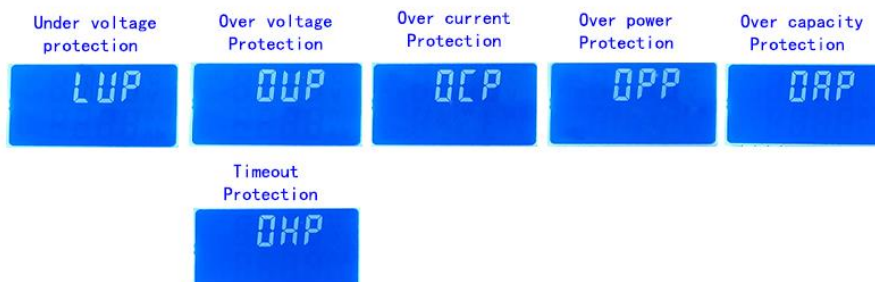 Under voltage
protection
Over voltage
Protection
Over current
Protection
Over power
Protection
Over capacity
Protection
LUP
OUP
OCP
OPP
OAP
Timeout
Protection
OHP